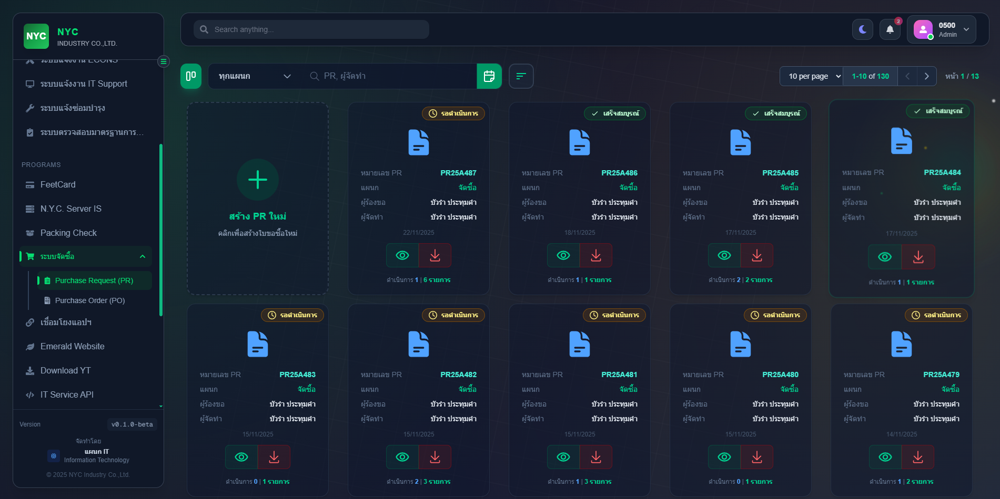 NYC
NYC
INDUSTRY CO.,LTD.
ระบบแจ้งงาน ECONS
ระบบแจ้งงาน IT Support
ระบบแจ้งซ่อมบำรุง
ระบบตรวจสอบมาตรฐานการ...
PROGRAMS
FeetCard
N.Y.C. Server IS
Packing Check
ระบบจัดซื้อ
Purchase Request (PR)
Purchase Order (PO)
เชื่อมโยงแอปฯ
Emerald Website
Download YT
IT Service API
Version
v0.1.0-beta
จัดทำโดย
แผนก IT
Information Technology
© 2025 NYC Industry Co.,Ltd.
Search anything...
2
0500
Admin
ทุกแผนก
PR, ผู้จัดทำ
10 per page
1-10 of 130
หน้า 1 / 13
สร้าง PR ใหม่
คลิกเพื่อสร้างใบขอซื้อใหม่
รอดำเนินการ
หมายเลข PR PR25A487
แผนก จัดซื้อ
ผู้ร้องขอ บัวรำ ประทุมคำ
ผู้จัดทำ บัวรำ ประทุมคำ
22/11/2025
ดำเนินการ 1 | 6 รายการ
เสร็จสมบูรณ์
หมายเลข PR PR25A486
แผนก จัดซื้อ
ผู้ร้องขอ บัวรำ ประทุมคำ
ผู้จัดทำ บัวรำ ประทุมคำ
18/11/2025
ดำเนินการ 1 | 1 รายการ
เสร็จสมบูรณ์
หมายเลข PR PR25A485
แผนก จัดซื้อ
ผู้ร้องขอ บัวรำ ประทุมคำ
ผู้จัดทำ บัวรำ ประทุมคำ
17/11/2025
ดำเนินการ 2 | 2 รายการ
เสร็จสมบูรณ์
หมายเลข PR PR25A484
แผนก จัดซื้อ
ผู้ร้องขอ บัวรำ ประทุมคำ
ผู้จัดทำ บัวรำ ประทุมคำ
17/11/2025
ดำเนินการ 1 | 1 รายการ
รอดำเนินการ
หมายเลข PR PR25A483
แผนก จัดซื้อ
ผู้ร้องขอ บัวรำ ประทุมคำ
ผู้จัดทำ บัวรำ ประทุมคำ
15/11/2025
ดำเนินการ 0 | 1 รายการ
รอดำเนินการ
หมายเลข PR PR25A482
แผนก จัดซื้อ
ผู้ร้องขอ บัวรำ ประทุมคำ
ผู้จัดทำ บัวรำ ประทุมคำ
15/11/2025
ดำเนินการ 2 | 3 รายการ
รอดำเนินการ
หมายเลข PR PR25A481
แผนก จัดซื้อ
ผู้ร้องขอ บัวรำ ประทุมคำ
ผู้จัดทำ บัวรำ ประทุมคำ
15/11/2025
ดำเนินการ 1 | 3 รายการ
รอดำเนินการ
หมายเลข PR PR25A480
แผนก จัดซื้อ
ผู้ร้องขอ บัวรำ ประทุมคำ
ผู้จัดทำ บัวรำ ประทุมคำ
15/11/2025
ดำเนินการ 0 | 1 รายการ
รอดำเนินการ
หมายเลข PR PR25A479
แผนก จัดซื้อ
ผู้ร้องขอ บัวรำ ประทุมคำ
ผู้จัดทำ บัวรำ ประทุมคำ
14/11/2025
ดำเนินการ 1 | 2 รายการ